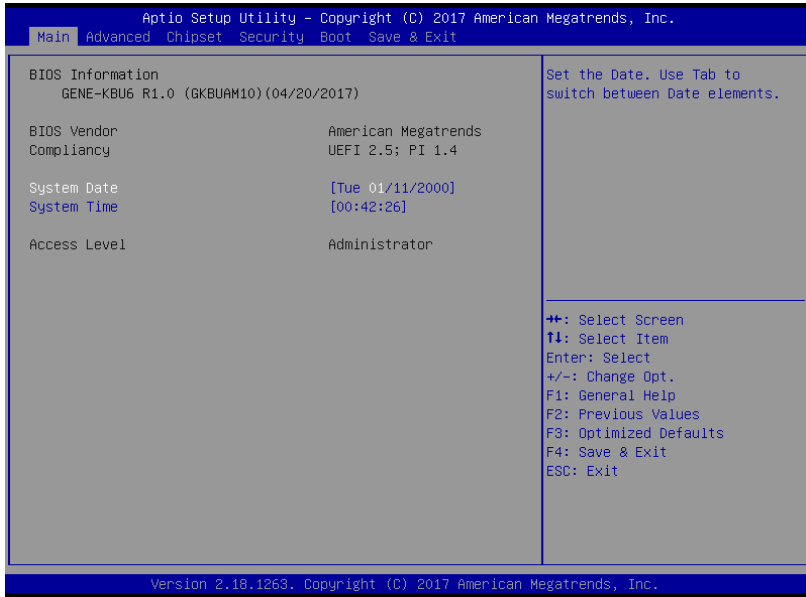 Aptio Setup Utility – Copyright (C) 2017 American Megatrends, Inc.
Main Advanced Chipset Security Boot Save & Exit
BIOS Information
GENE-KBU6 R1.0 (GKBUAM10)(04/20/2017)
BIOS Vendor American Megatrends
Compliancy UEFI 2.5; PI 1.4
System Date [Tue 01/11/2000]
System Time [00:42:26]
Access Level Administrator
Set the Date. Use Tab to
switch between Date elements.
→←: Select Screen
↑↓: Select Item
Enter: Select
+/-: Change Opt.
F1: General Help
F2: Previous Values
F3: Optimized Defaults
F4: Save & Exit
ESC: Exit
Version 2.18.1263. Copyright (C) 2017 American Megatrends, Inc.